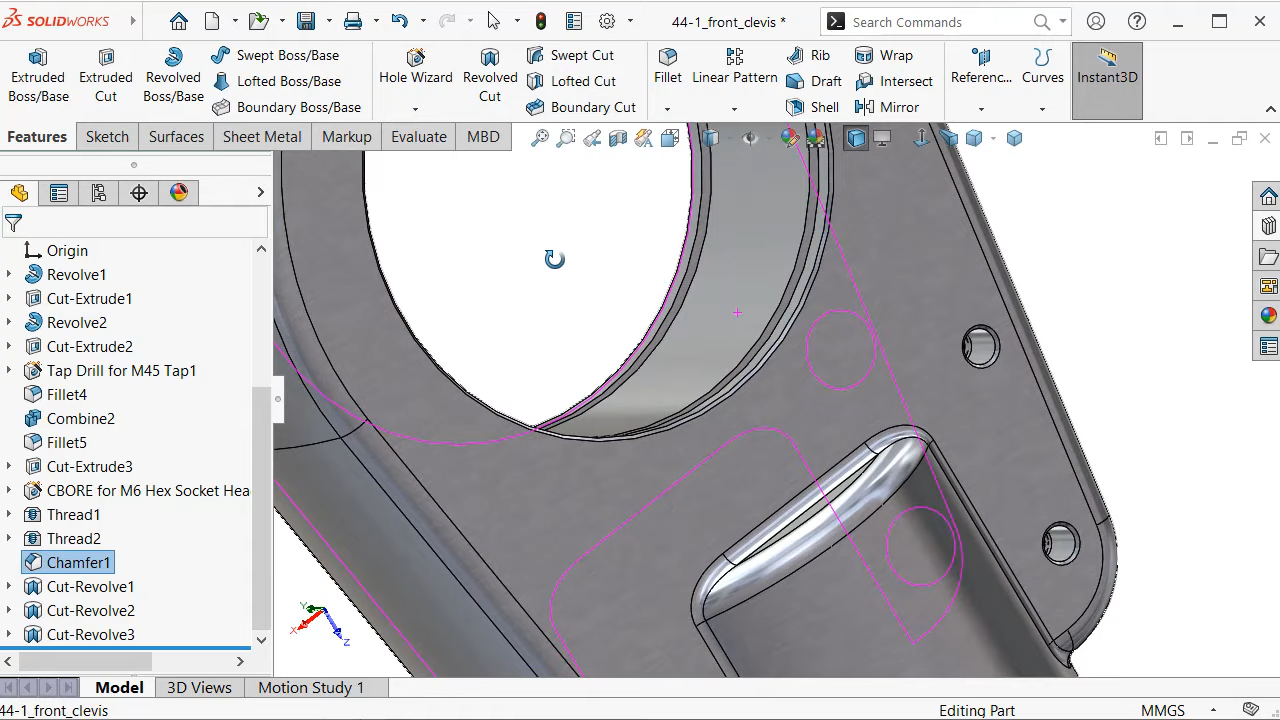 SOLIDWORKS
44-1_front_clevis *
Search Commands
Extruded Boss/Base
Extruded Cut
Revolved Boss/Base
Swept Boss/Base
Lofted Boss/Base
Boundary Boss/Base
Hole Wizard
Revolved Cut
Swept Cut
Lofted Cut
Boundary Cut
Fillet
Linear Pattern
Rib
Draft
Shell
Wrap
Intersect
Mirror
Referenc...
Curves
Instant3D
Features
Sketch
Surfaces
Sheet Metal
Markup
Evaluate
MBD
Origin
Revolve1
Cut-Extrude1
Revolve2
Cut-Extrude2
Tap Drill for M45 Tap1
Fillet4
Combine2
Fillet5
Cut-Extrude3
CBORE for M6 Hex Socket Hea
Thread1
Thread2
Chamfer1
Cut-Revolve1
Cut-Revolve2
Cut-Revolve3
Y
X
Z
Model
3D Views
Motion Study 1
44-1_front_clevis
Editing Part
MMGS